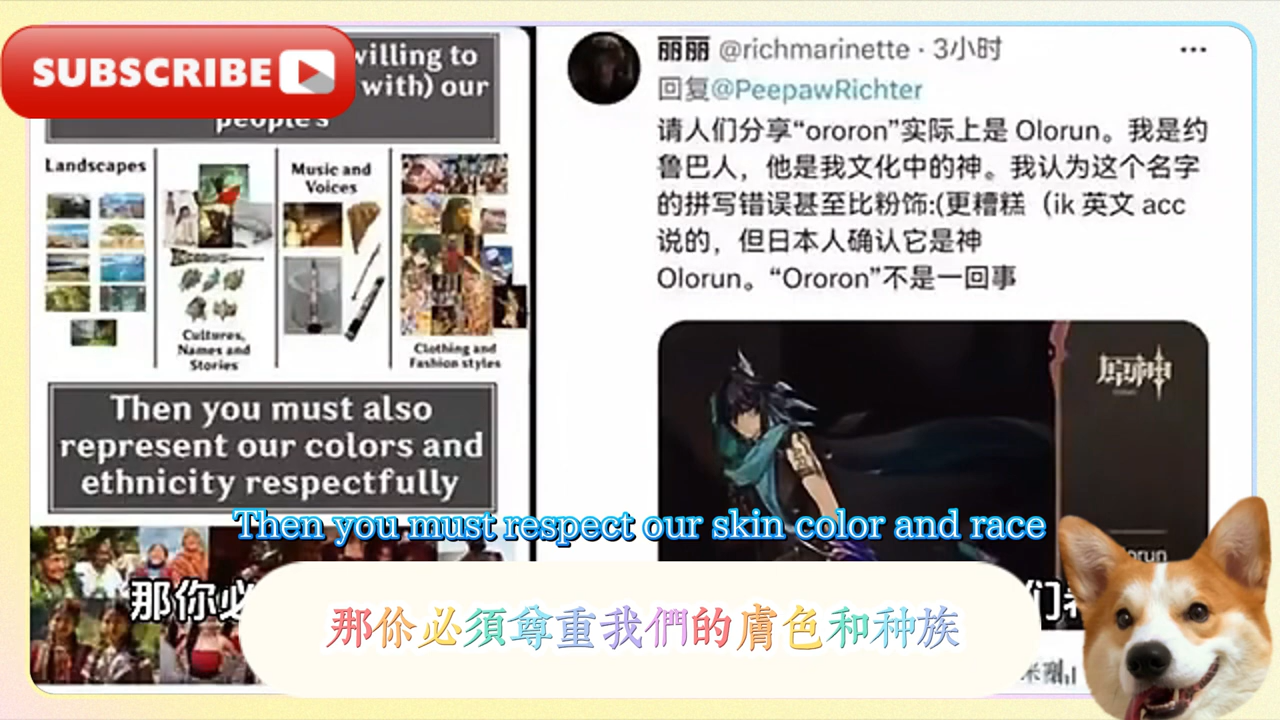 SUBSCRIBE
willing to
with) our
people's
Landscapes
Music and
Voices
Cultures,
Names and
Stories
Clothing and
Fashion styles
Then you must also
represent our colors and
ethnicity respectfully
丽丽 @richmarinette · 3小时
回复@PeepawRichter
请人们分享“ororon”实际上是 Olorun。我是约
鲁巴人，他是我文化中的神。我认为这个名字
的拼写错误甚至比粉饰:(更糟糕（ik 英文 acc
说的，但日本人确认它是神
Olorun。“Ororon”不是一回事
原神
orun
Then you must respect our skin color and race
那你必
们
那你必須尊重我們的膚色和种族